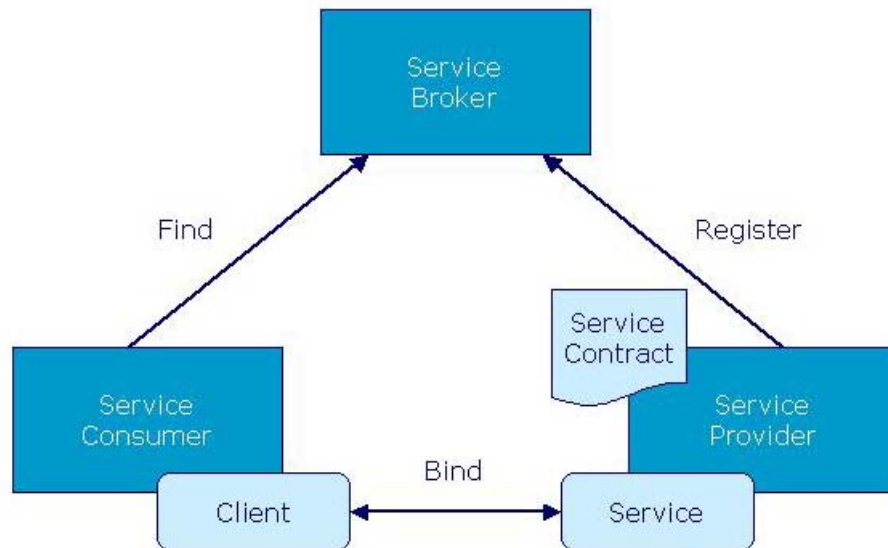 Service
Broker
Find
Register
Service
Contract
Service
Consumer
Service
Provider
Bind
Client
Service